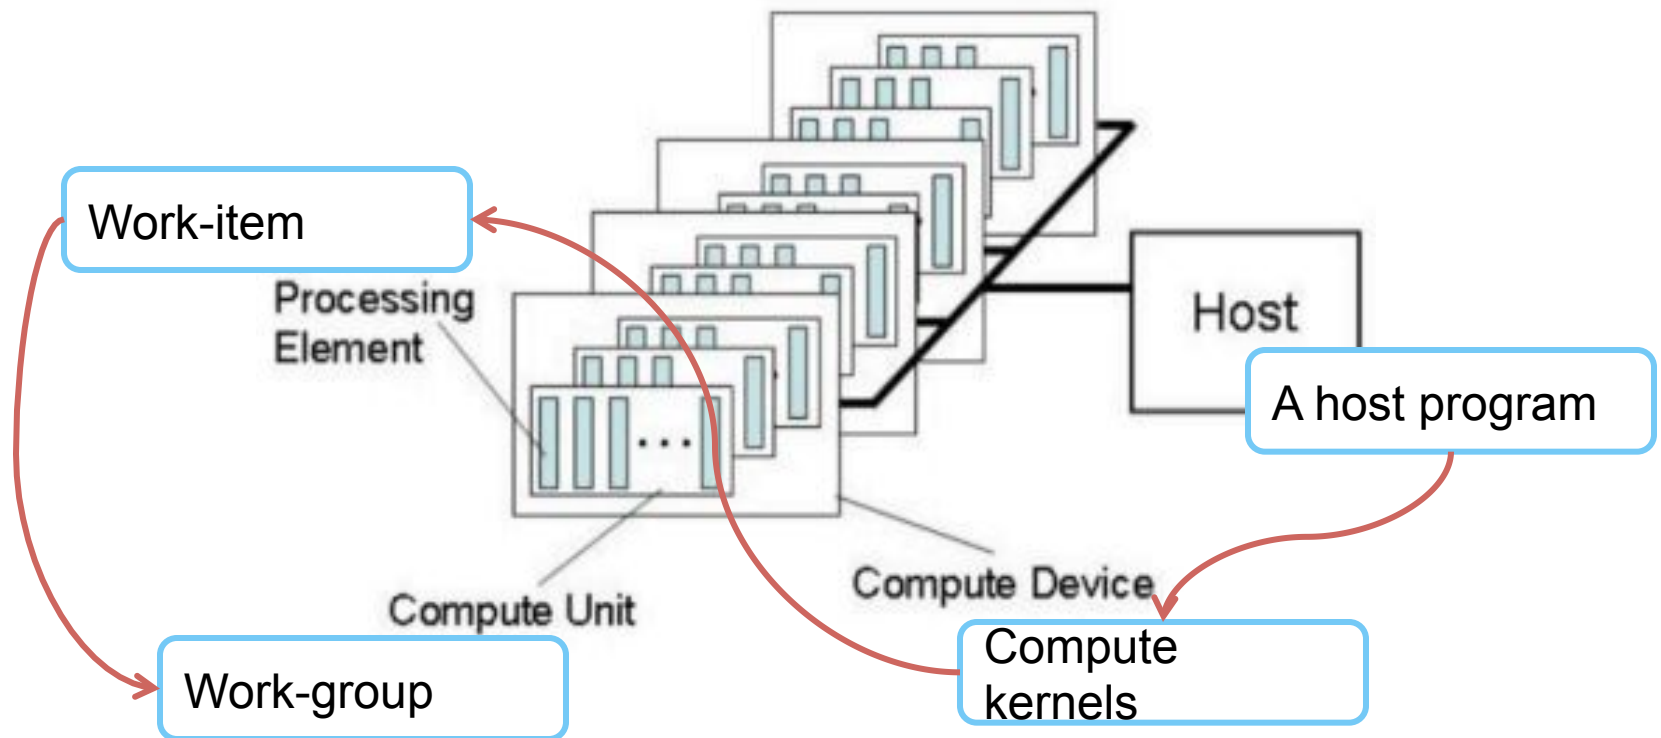 Work-item
Processing
Element
Host
A host program
Compute Device
Compute Unit
Compute
kernels
Work-group